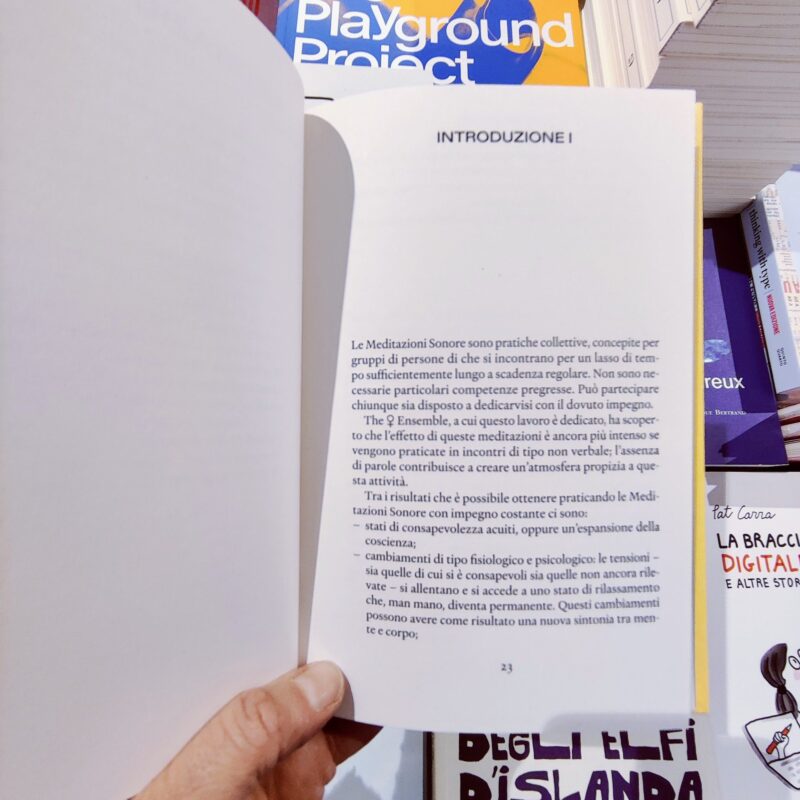 Playground
Project
INTRODUZIONE I
Le Meditazioni Sonore sono pratiche collettive, concepite per
gruppi di persone di che si incontrano per un lasso di tem-
po sufficientemente lungo a scadenza regolare. Non sono ne-
cessarie particolari competenze pregresse. Può partecipare
chiunque sia disposto a dedicarvisi con il dovuto impegno.
The ♀ Ensemble, a cui questo lavoro è dedicato, ha scoper-
to che l'effetto di queste meditazioni è ancora più intenso se
vengono praticate in incontri di tipo non verbale; l'assenza
di parole contribuisce a creare un'atmosfera propizia a que-
sta attività.
Tra i risultati che è possibile ottenere praticando le Medi-
tazioni Sonore con impegno costante ci sono:
– stati di consapevolezza acuiti, oppure un'espansione della
coscienza;
– cambiamenti di tipo fisiologico e psicologico: le tensioni –
sia quelle di cui si è consapevoli sia quelle non ancora rile-
vate – si allentano e si accede a uno stato di rilassamento
che, man mano, diventa permanente. Questi cambiamenti
possono avere come risultato una nuova sintonia tra men-
te e corpo;
23
thinking with type
NUOVA EDIZIONE
QUINTO
QUARTO
reux
BERTRAND
Pat Carra
LA BRACCI
DIGITALE
E ALTRE STOR
DEGLI ELFI
D'ISLANDA